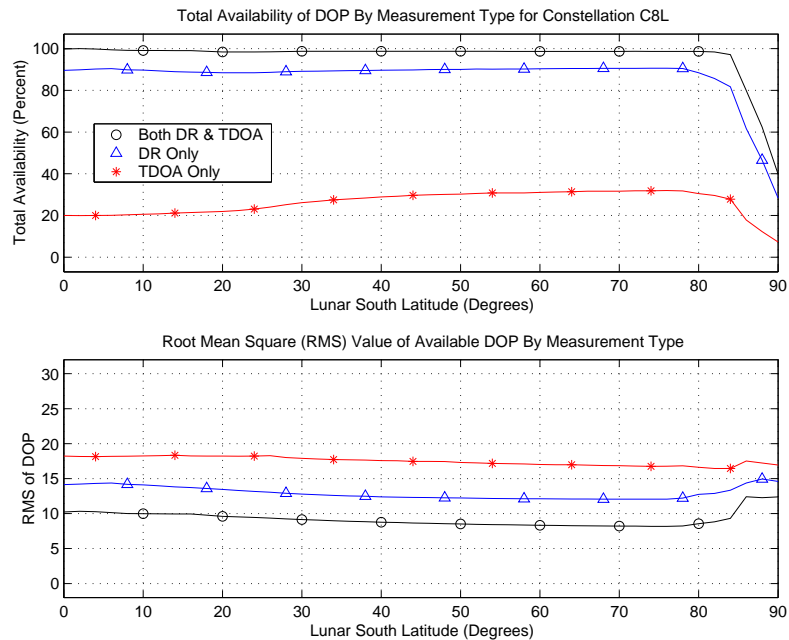 Total Availability of DOP By Measurement Type for Constellation C8L
Total Availability (Percent)
100
80
60
40
20
0
Both DR & TDOA
DR Only
TDOA Only
0 10 20 30 40 50 60 70 80 90
Lunar South Latitude (Degrees)
Root Mean Square (RMS) Value of Available DOP By Measurement Type
RMS of DOP
30
25
20
15
10
5
0
0 10 20 30 40 50 60 70 80 90
Lunar South Latitude (Degrees)